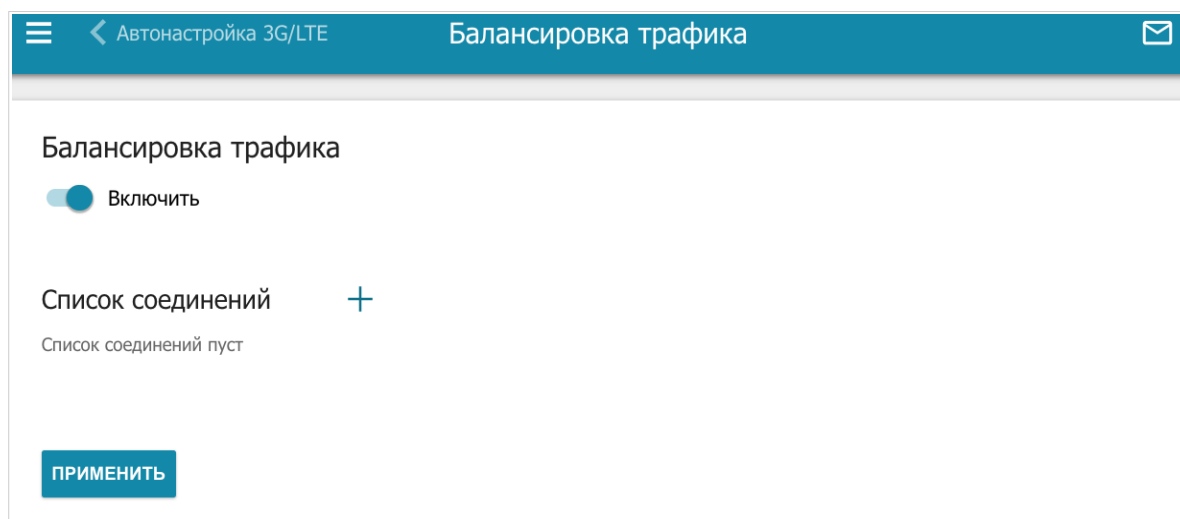 Автонастройка 3G/LTE Балансировка трафика
Балансировка трафика
Включить
Список соединений
Список соединений пуст
ПРИМЕНИТЬ